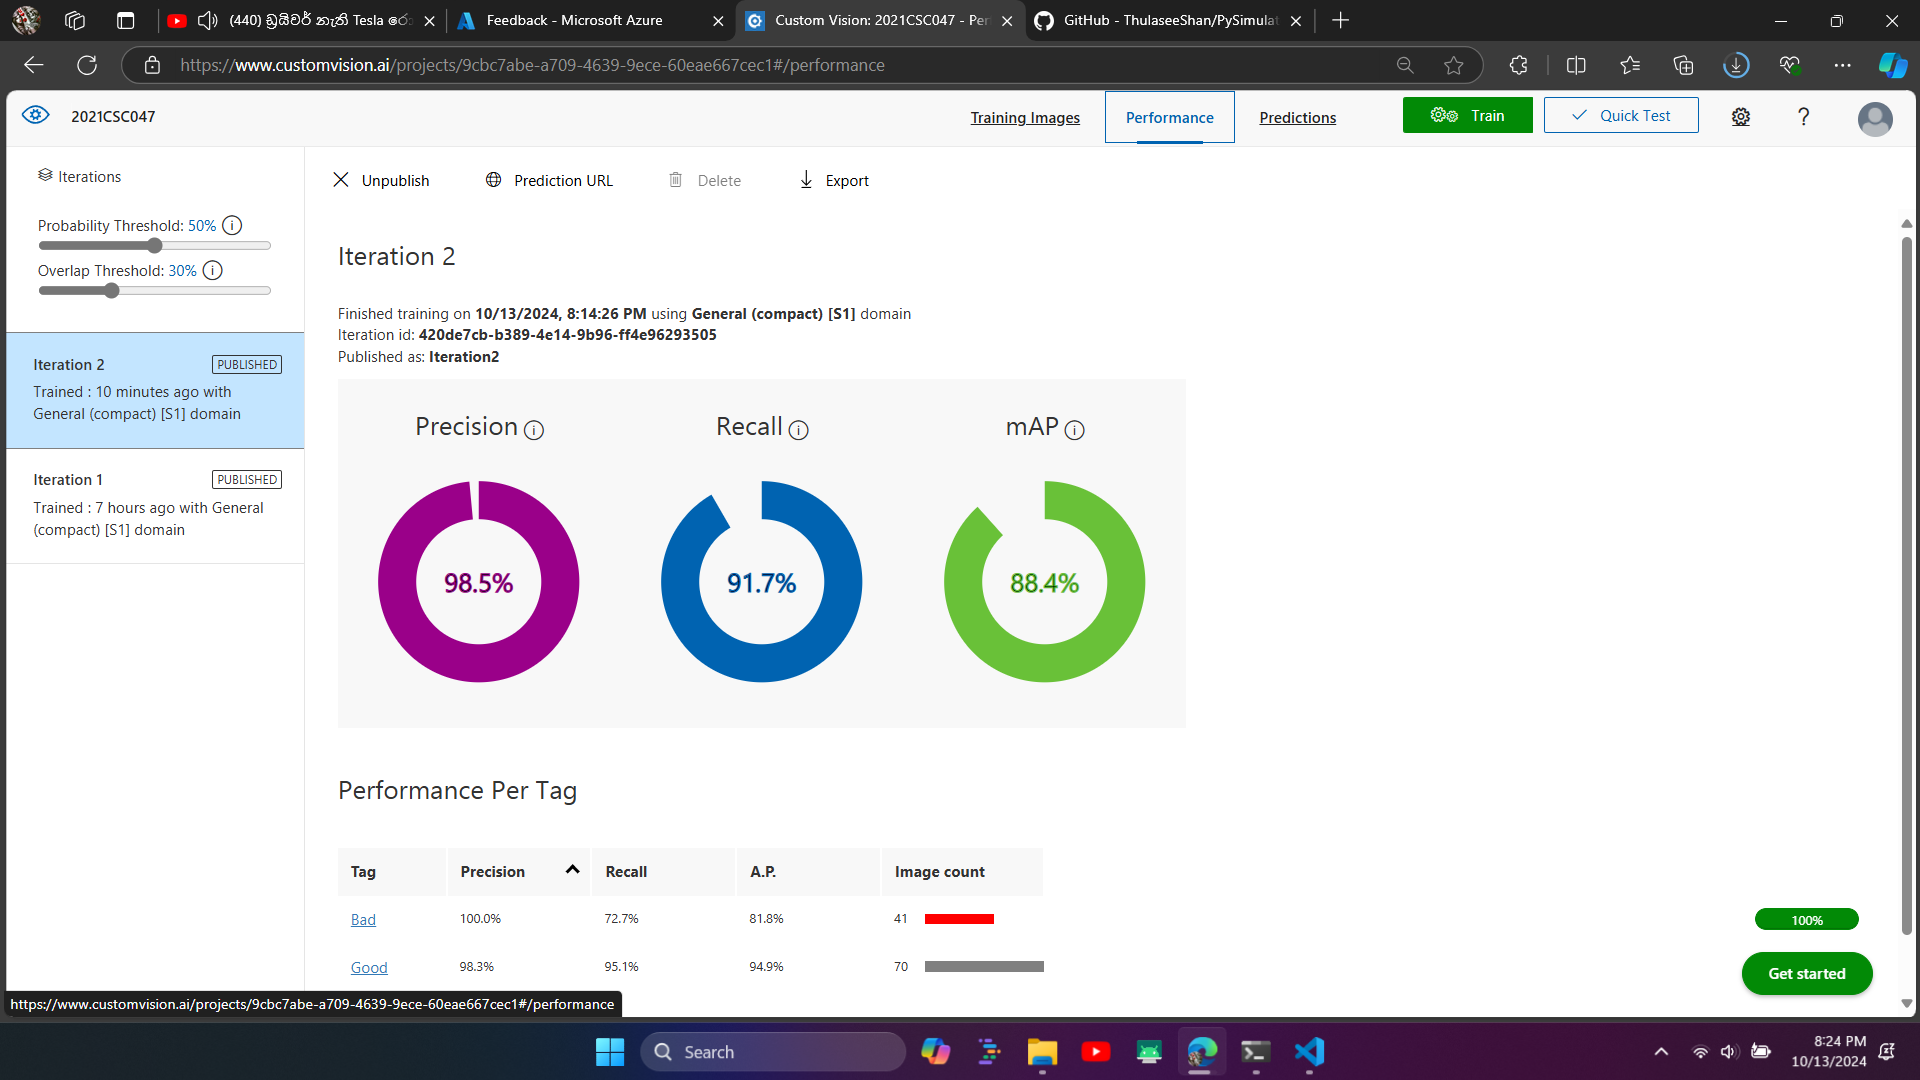 (440) ඩ්‍රයිවර් නැති Tesla රො
Feedback - Microsoft Azure
Custom Vision: 2021CSC047 - Per
GitHub - ThulaseeShan/PySimulat
https://www.customvision.ai/projects/9cbc7abe-a709-4639-9ece-60eae667cec1#/performance
2021CSC047
Training Images
Performance
Predictions
Train
Quick Test
?
Iterations
Unpublish
Prediction URL
Delete
Export
Probability Threshold: 50%
Overlap Threshold: 30%
Iteration 2
PUBLISHED
Trained : 10 minutes ago with
General (compact) [S1] domain
Iteration 1
PUBLISHED
Trained : 7 hours ago with General
(compact) [S1] domain
Iteration 2
Finished training on 10/13/2024, 8:14:26 PM using General (compact) [S1] domain
Iteration id: 420de7cb-b389-4e14-9b96-ff4e96293505
Published as: Iteration2
Precision
Recall
mAP
98.5%
91.7%
88.4%
Performance Per Tag
Tag Precision Recall A.P. Image count
Bad 100.0% 72.7% 81.8% 41
Good 98.3% 95.1% 94.9% 70
100%
Get started
https://www.customvision.ai/projects/9cbc7abe-a709-4639-9ece-60eae667cec1#/performance
Search
8:24 PM
10/13/2024